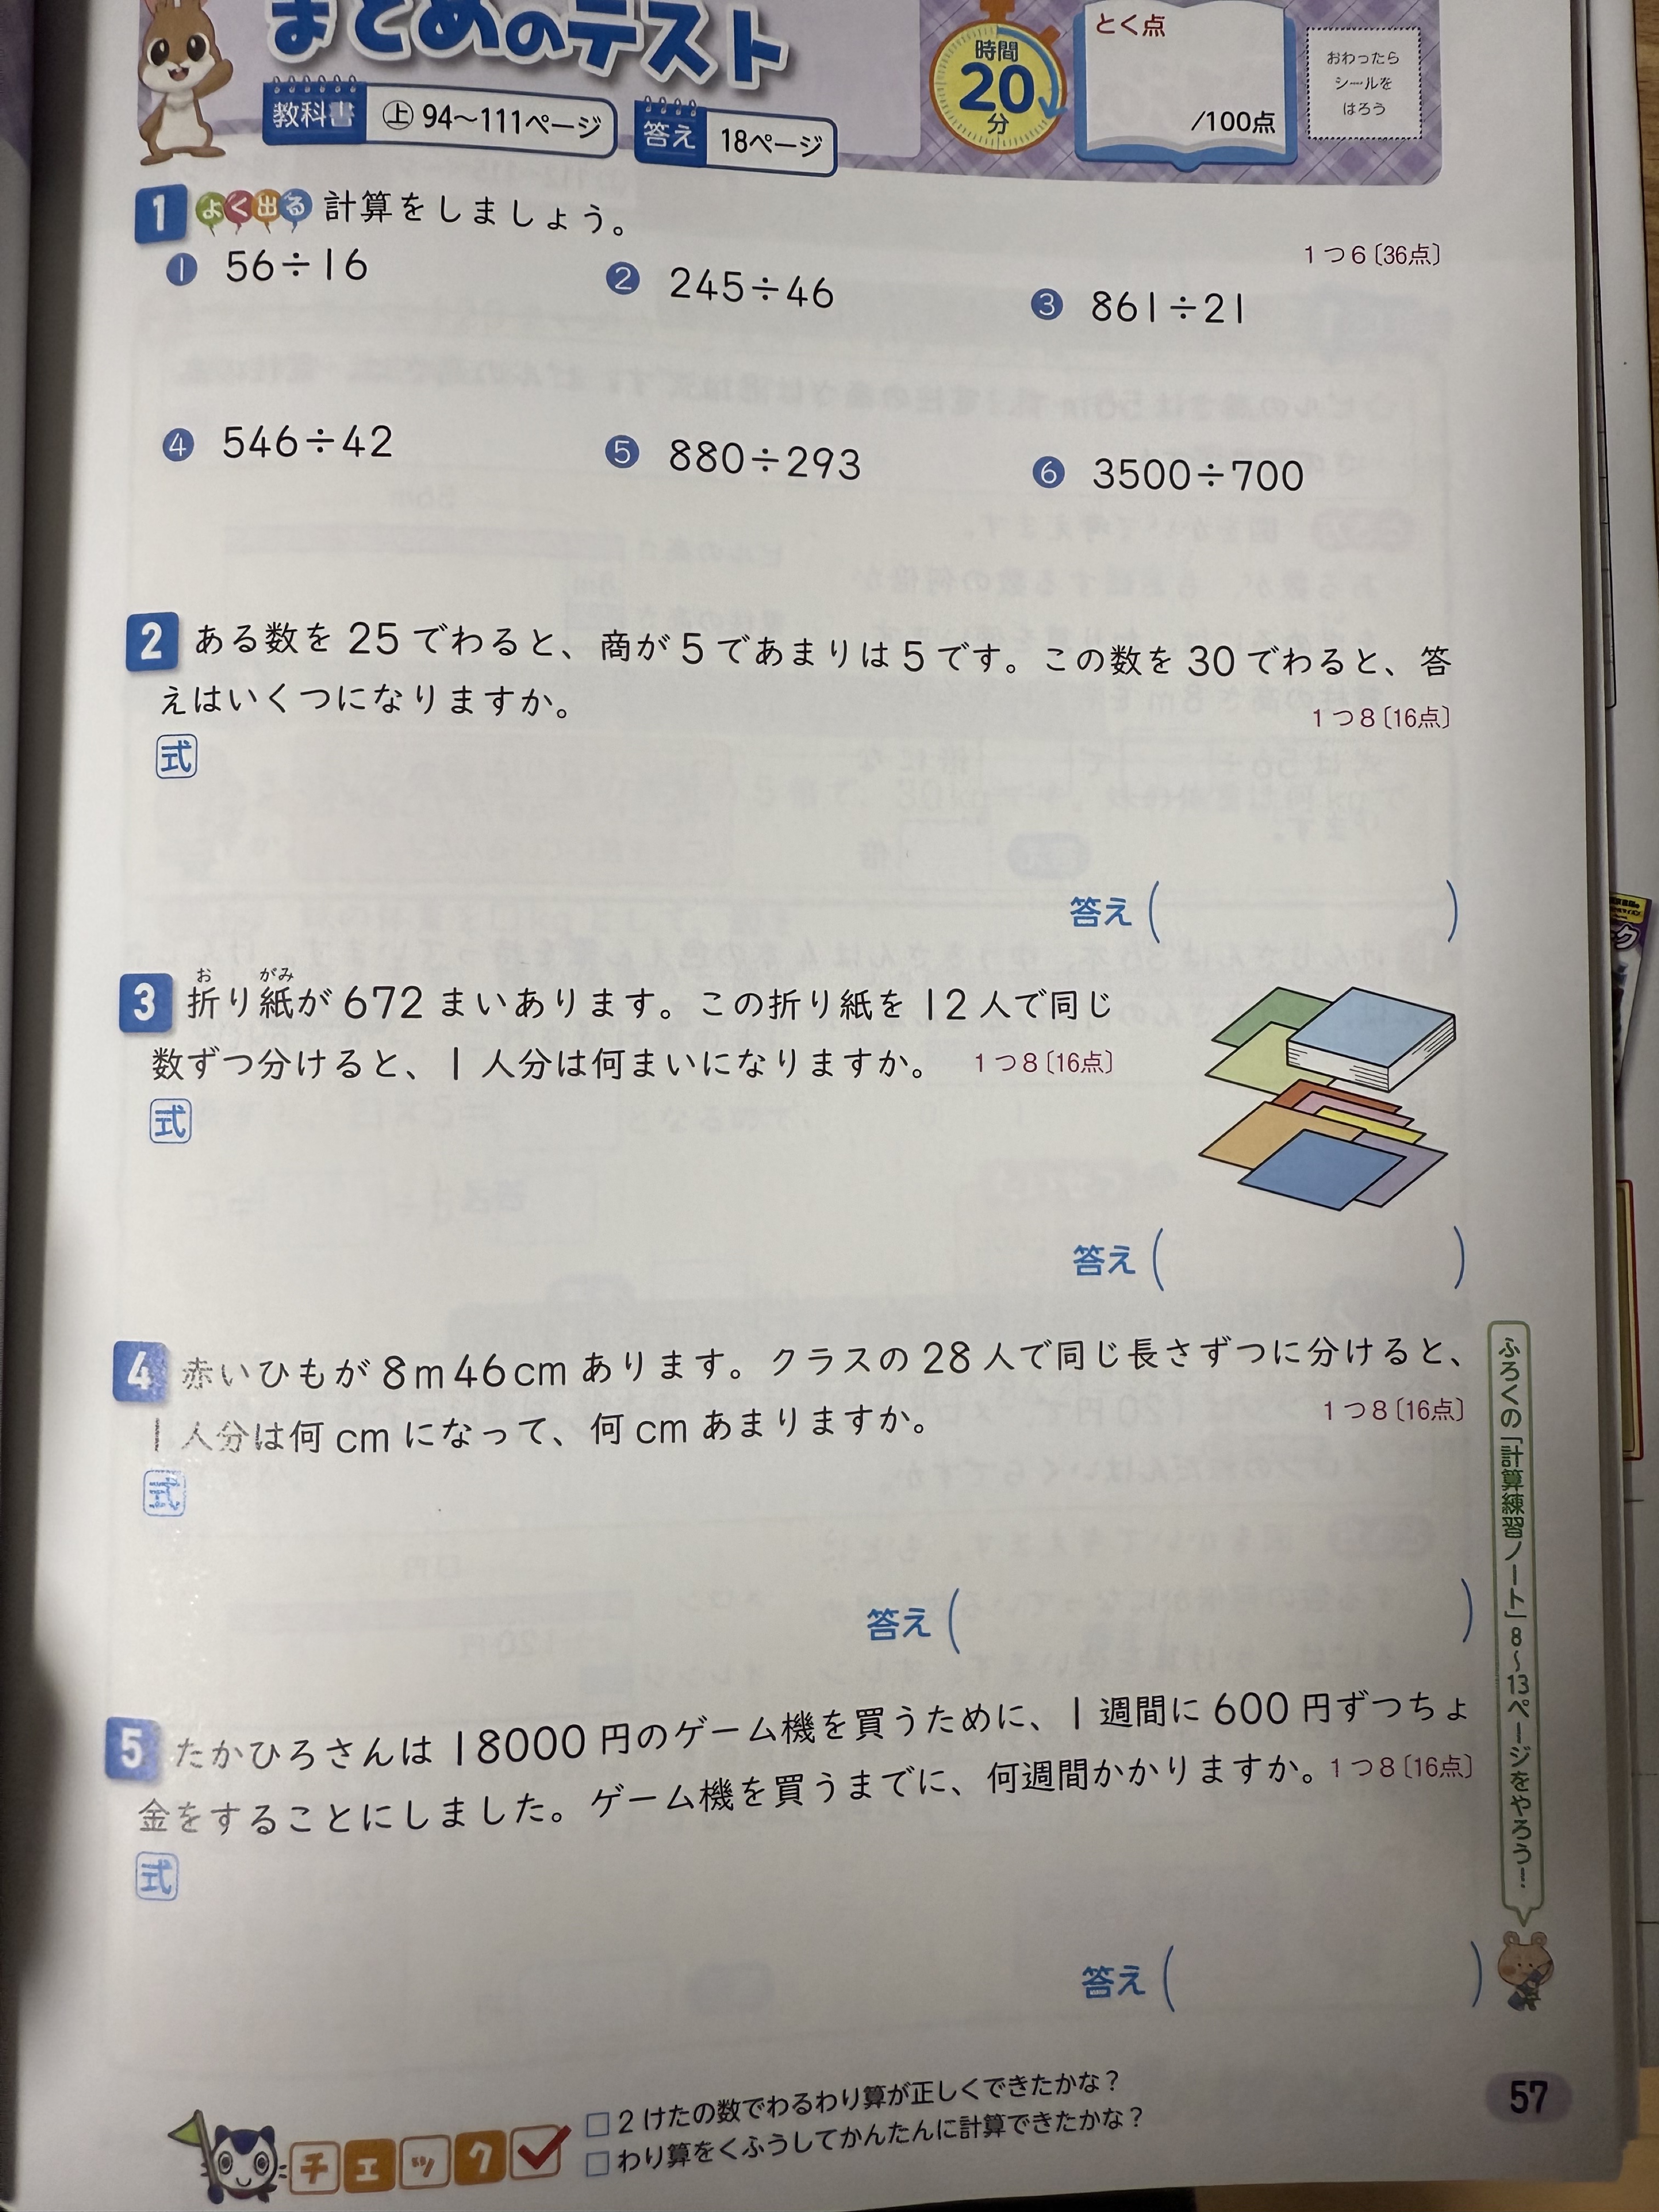 まとめのテスト
教科書 ㊤ 94〜111ページ 答え 18ページ
時間
20
分
とく点
/100点
おわったら
シールを
はろう
1 よく出る 計算をしましょう。
1つ6〔36点〕
❶ 56÷16 ❷ 245÷46 ❸ 861÷21
❹ 546÷42 ❺ 880÷293 ❻ 3500÷700
2 ある数を 25 でわると、商が 5 であまりは 5 です。この数を 30 でわると、答
えはいくつになりますか。
1つ8〔16点〕
式
答え( )
お がみ
3 折り紙が 672 まいあります。この折り紙を 12 人で同じ
数ずつ分けると、1 人分は何まいになりますか。 1つ8〔16点〕
式
答え( )
4 赤いひもが 8m46cm あります。クラスの 28 人で同じ長さずつに分けると、
1 人分は何 cm になって、何 cm あまりますか。
1つ8〔16点〕
式
答え( )
5 たかひろさんは 18000 円のゲーム機を買うために、1 週間に 600 円ずつちょ
金をすることにしました。ゲーム機を買うまでに、何週間かかりますか。 1つ8〔16点〕
式
答え( )
ふろくの「計算練習ノート」8〜13ページをやろう!
57
チェック
□ 2けたの数でわるわり算が正しくできたかな?
□ わり算をくふうしてかんたんに計算できたかな?